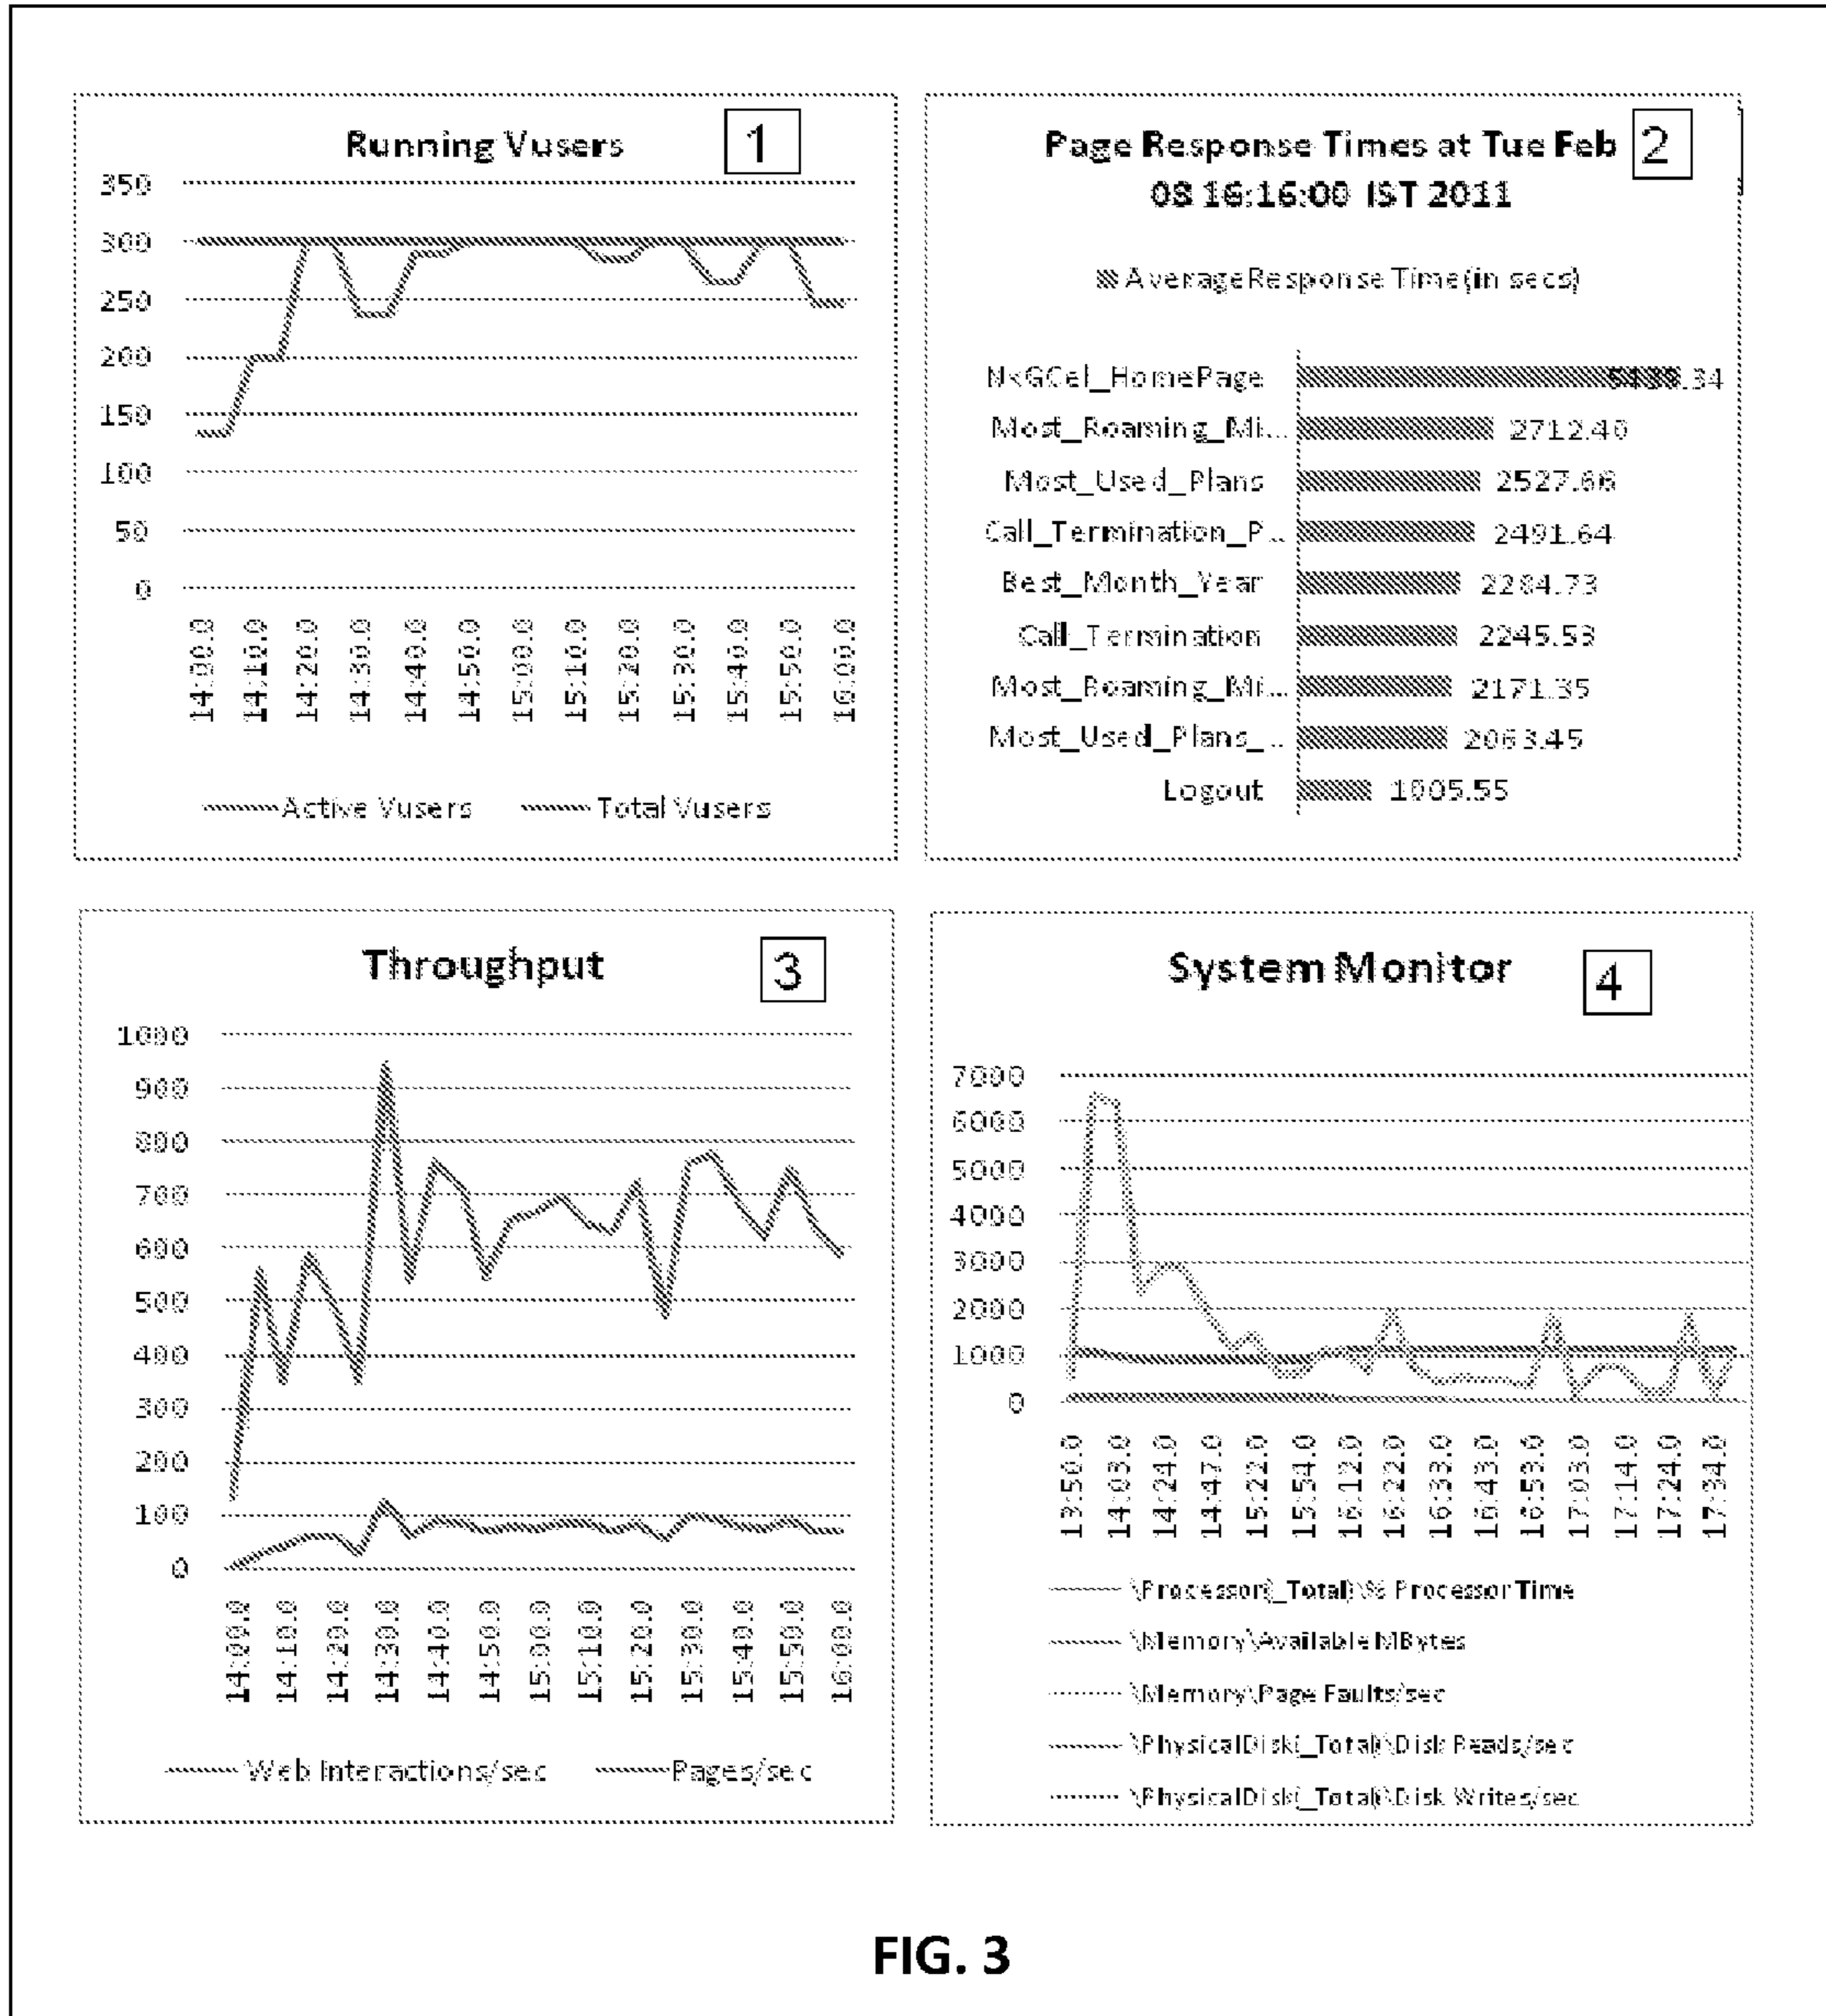 Running Vusers
1
350
300
250
200
150
100
50
0
14:00.0
14:10.0
14:20.0
14:30.0
14:40.0
14:50.0
15:00.0
15:10.0
15:20.0
15:30.0
15:40.0
15:50.0
16:00.0
Active Vusers
Total Vusers
Page Response Times at Tue Feb
08 16:16:00 IST 2011
2
Average Response Time(in secs)
NxGCel_HomePage
Most_Roaming_Mi... 2712.40
Most_Used_Plans
Call_Termination_P... 2491.64
Best_Month_Year
Call_Termination 2245.53
Most_Roaming_Mi... 2171.35
Most_Used_Plans_... 2063.45
Logout 1005.55
Throughput
3
1000
900
800
700
600
500
400
300
200
100
0
14:00.0
14:10.0
14:20.0
14:30.0
14:40.0
14:50.0
15:00.0
15:10.0
15:20.0
15:30.0
15:40.0
15:50.0
16:00.0
Web Interactions/sec
Pages/sec
System Monitor
4
7000
6000
5000
4000
3000
2000
1000
0
13:50.0
14:03.0
14:24.0
14:47.0
15:22.0
15:54.0
16:12.0
16:22.0
16:33.0
16:43.0
16:53.0
17:03.0
17:14.0
17:24.0
17:34.0
\Processor(_Total)\% Processor Time
\Memory\Available MBytes
\Memory\Page Faults/sec
\PhysicalDisk(_Total)\Disk Reads/sec
\PhysicalDisk(_Total)\Disk Writes/sec
FIG. 3